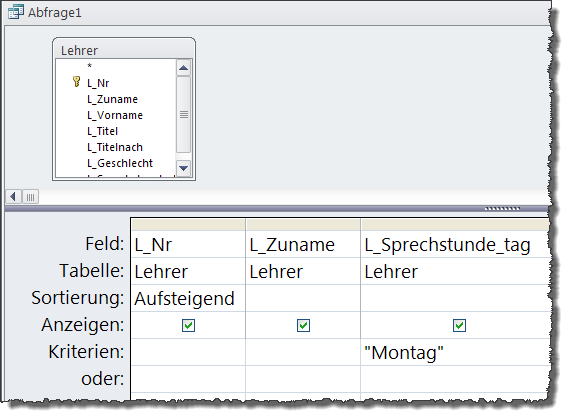 Abfrage1
Lehrer
*
L_Nr
L_Zuname
L_Vorname
L_Titel
L_Titelnach
L_Geschlecht
Feld: L_Nr L_Zuname L_Sprechstunde_tag
Tabelle: Lehrer Lehrer Lehrer
Sortierung: Aufsteigend
Anzeigen:
Kriterien: "Montag"
oder: